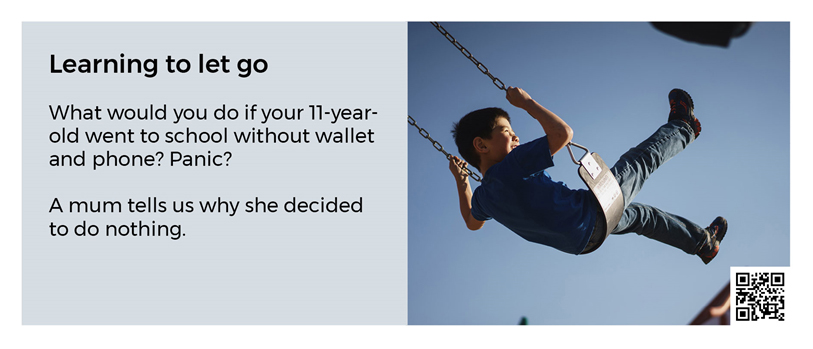 Learning to let go
What would you do if your 11-year-
old went to school without wallet
and phone? Panic?
A mum tells us why she decided
to do nothing.